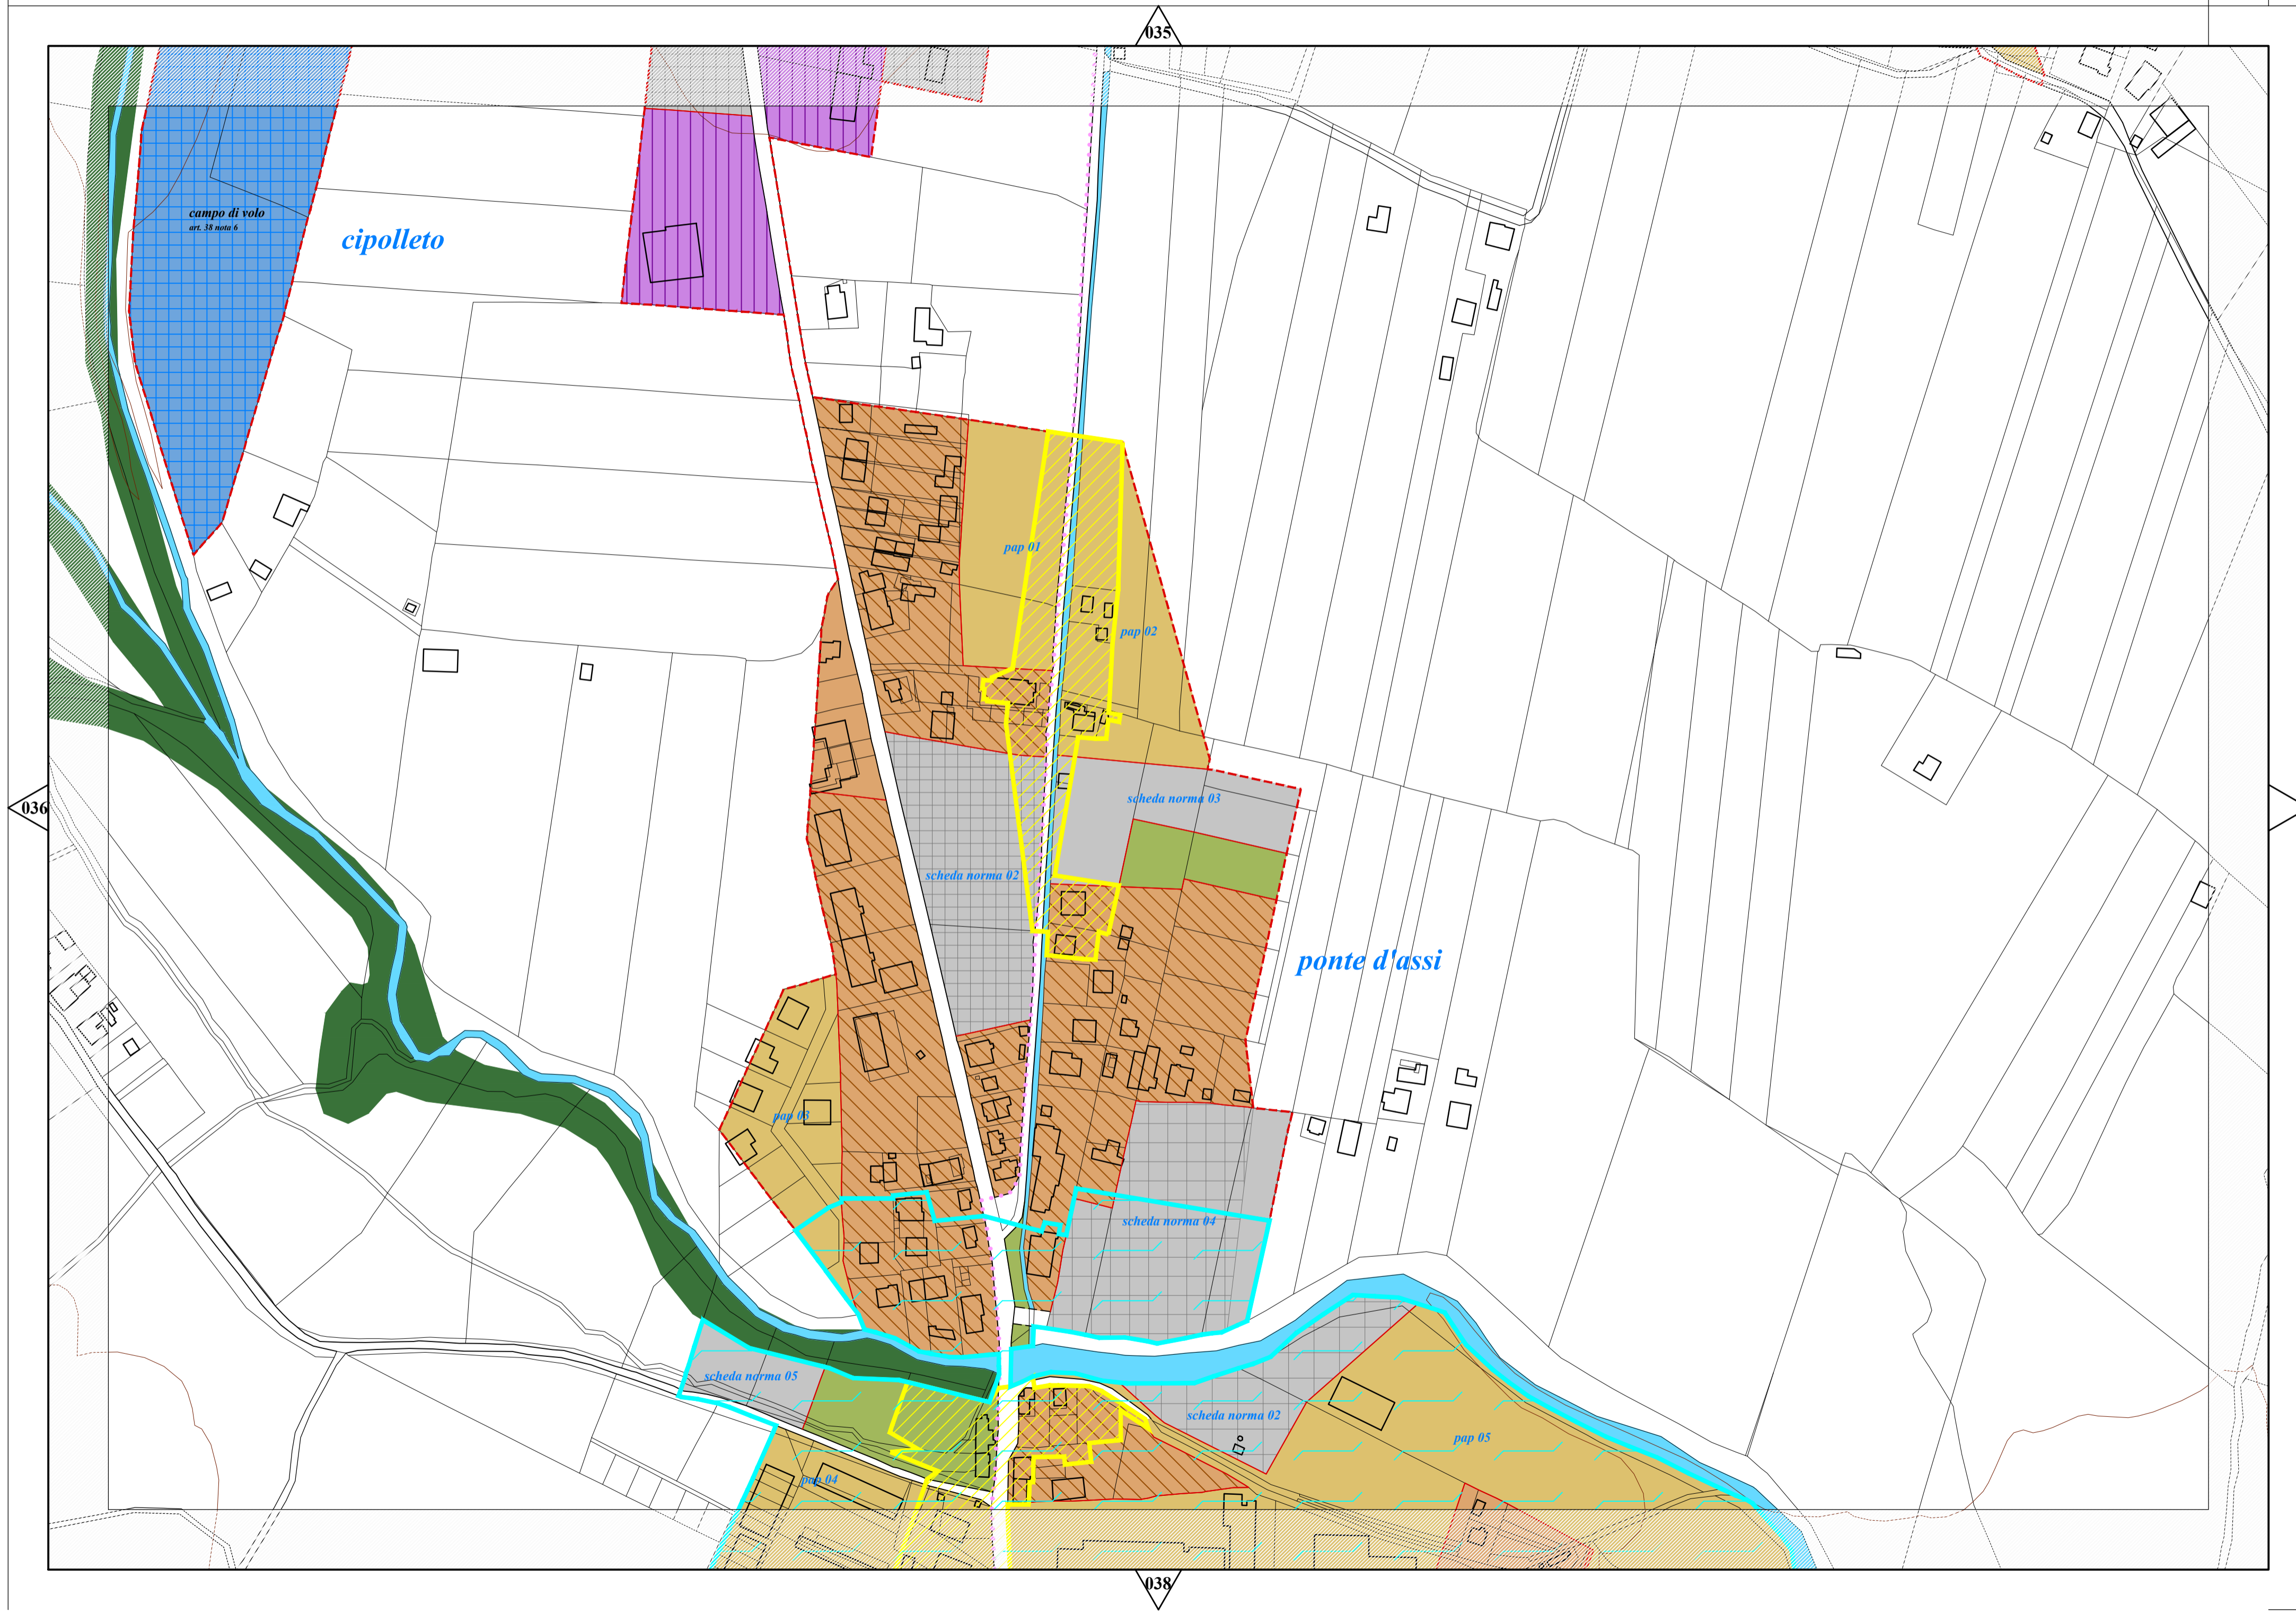 035
campo di volo
art. 38 nota 6
cipolleto
pap 01
pap 02
scheda norma 03
036
scheda norma 02
ponte d'assi
pap 03
scheda norma 04
scheda norma 05
scheda norma 02
pap 05
pap 04
038